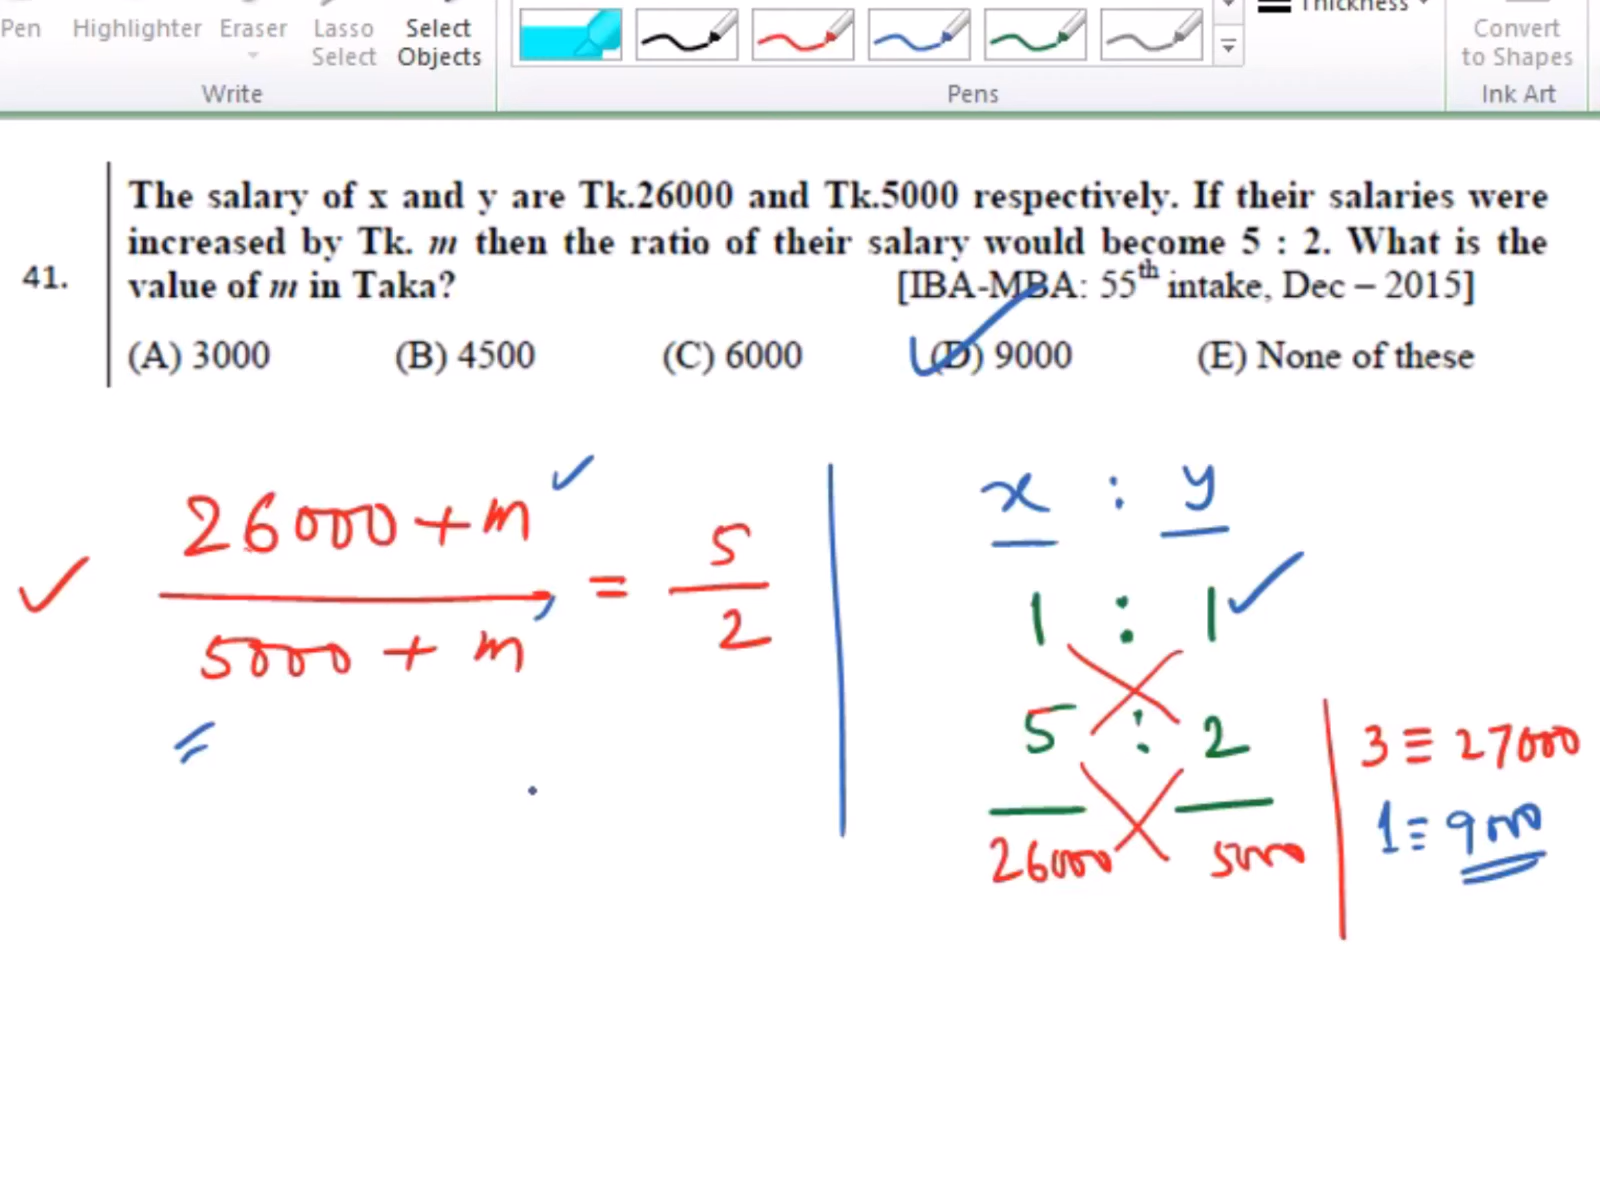 Pen Highlighter Eraser Lasso Select Select Objects Thickness Convert to Shapes
Write Pens Ink Art
41. The salary of x and y are Tk.26000 and Tk.5000 respectively. If their salaries were
increased by Tk. m then the ratio of their salary would become 5 : 2. What is the
value of m in Taka? [IBA-MBA: 55th intake, Dec – 2015]
(A) 3000 (B) 4500 (C) 6000 (D) 9000 (E) None of these
26000 + m
5000 + m
=
5
2
x : y
1 : 1
5 : 2
26000 5000
3 ≡ 27000
1 ≡ 9000